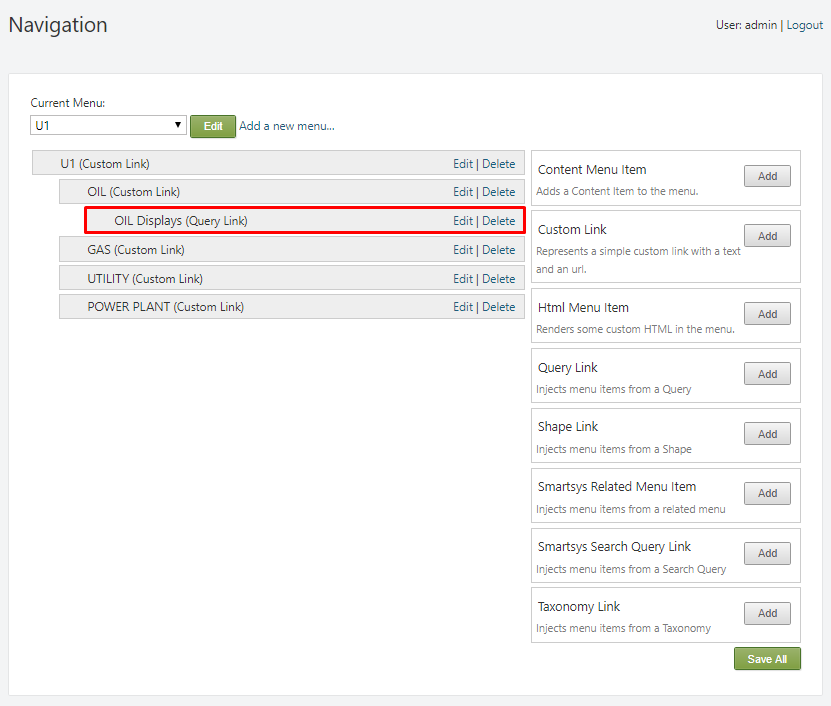 Navigation
User: admin | Logout
Current Menu:
U1
Edit
Add a new menu...
U1 (Custom Link) Edit | Delete
OIL (Custom Link) Edit | Delete
OIL Displays (Query Link) Edit | Delete
GAS (Custom Link) Edit | Delete
UTILITY (Custom Link) Edit | Delete
POWER PLANT (Custom Link) Edit | Delete
Content Menu Item
Add
Adds a Content Item to the menu.
Custom Link
Add
Represents a simple custom link with a text
and an url.
Html Menu Item
Add
Renders some custom HTML in the menu.
Query Link
Add
Injects menu items from a Query
Shape Link
Add
Injects menu items from a Shape
Smartsys Related Menu Item
Add
Injects menu items from a related menu
Smartsys Search Query Link
Add
Injects menu items from a Search Query
Taxonomy Link
Add
Injects menu items from a Taxonomy
Save All